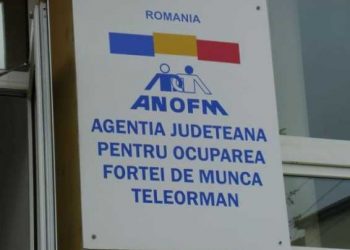 ROMANIA
ANOFM
AGENTIA JUDETEANA
PENTRU OCUPAREA
FORTEI DE MUNCA
TELEORMAN